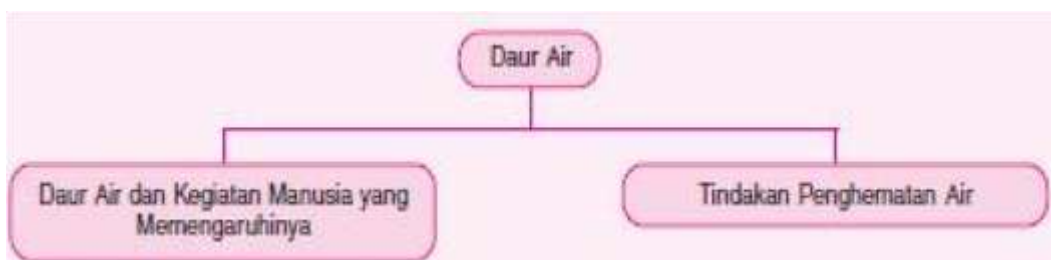 Daur Air
Daur Air dan Kegiatan Manusia yang
Memengaruhinya
Tindakan Penghematan Air